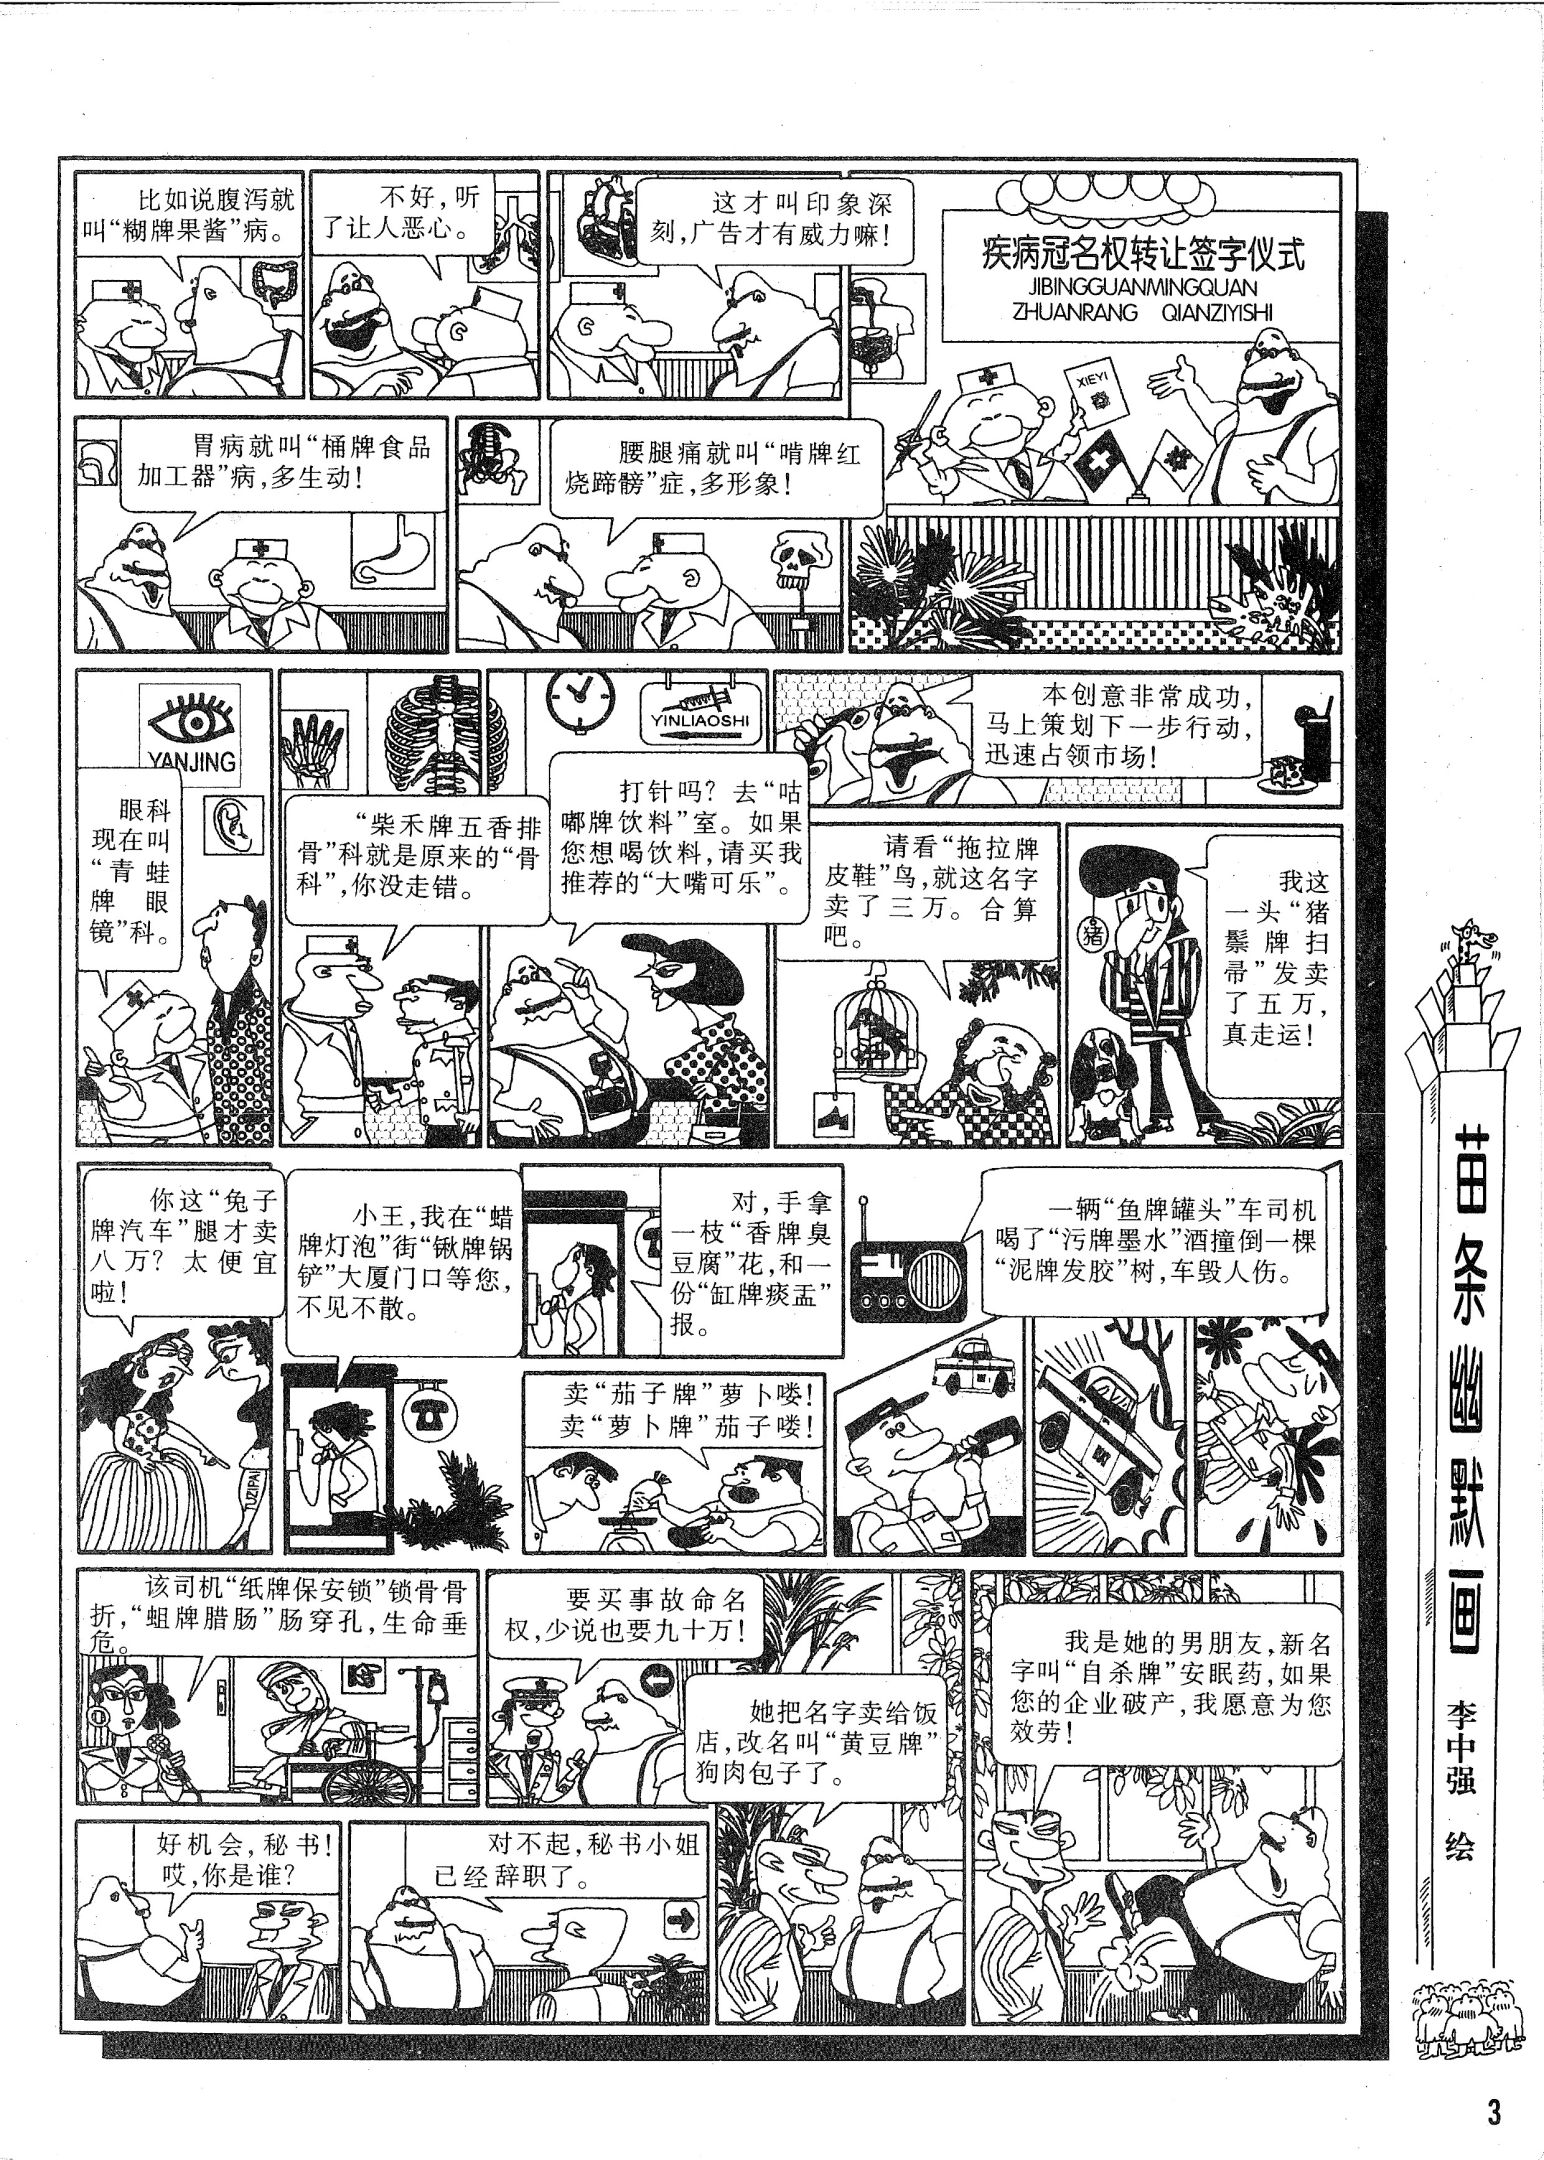 比如说腹泻就
叫“糊牌果酱”病。
不好，听
了让人恶心。
这才叫印象深
刻，广告才有威力嘛！
疾病冠名权转让签字仪式
JIBINGGUANMINGQUAN
ZHUANRANG QIANZIYISHI
XIEYI
胃病就叫“桶牌食品
加工器”病，多生动！
腰腿痛就叫“啃牌红
烧蹄膀”症，多形象！
YANJING
眼科
现在叫
“青蛙
牌眼
镜”科。
“柴禾牌五香排
骨”科就是原来的“骨
科”，你没走错。
YINLIAOSHI
打针吗？去“咕
嘟牌饮料”室。如果
您想喝饮料，请买我
推荐的“大嘴可乐”。
本创意非常成功，
马上策划下一步行动，
迅速占领市场！
请看“拖拉牌
皮鞋”鸟，就这名字
卖了三万。合算
吧。
猪
我这
一头“猪
鬃牌扫
帚”发卖
了五万，
真走运！
你这“兔子
牌汽车”腿才卖
八万？太便宜
啦！
TUZIPAI
小王，我在“蜡
牌灯泡”街“锹牌锅
铲”大厦门口等您，
不见不散。
对，手拿
一枝“香牌臭
豆腐”花，和一
份“缸牌痰盂”
报。
卖“茄子牌”萝卜喽！
卖“萝卜牌”茄子喽！
一辆“鱼牌罐头”车司机
喝了“污牌墨水”酒撞倒一棵
“泥牌发胶”树，车毁人伤。
该司机“纸牌保安锁”锁骨骨
折，“蛆牌腊肠”肠穿孔，生命垂
危。
要买事故命名
权，少说也要九十万！
好机会，秘书！
哎，你是谁？
对不起，秘书小姐
已经辞职了。
她把名字卖给饭
店，改名叫“黄豆牌”
狗肉包子了。
我是她的男朋友，新名
字叫“自杀牌”安眠药，如果
您的企业破产，我愿意为您
效劳！
苗条幽默画
李中强 绘
3